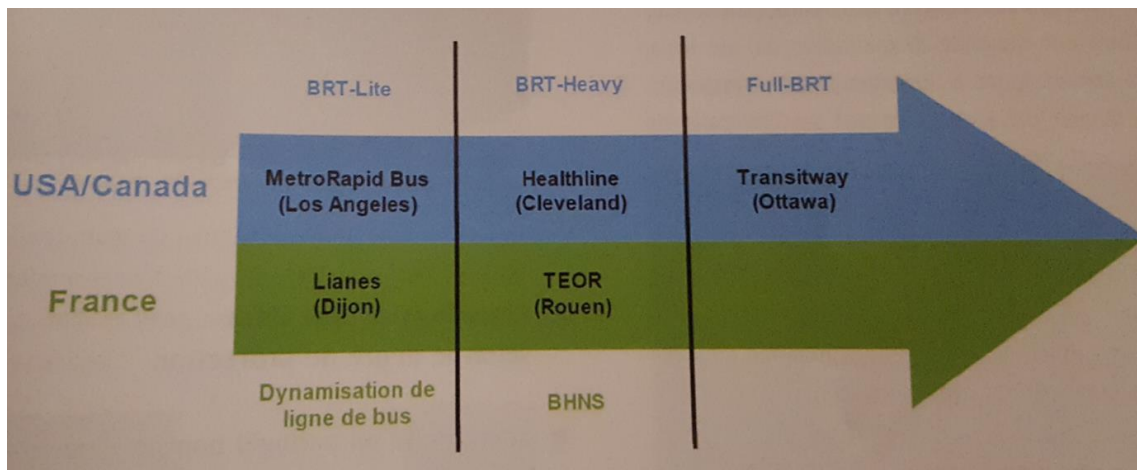 BRT-Lite
BRT-Heavy
Full-BRT
USA/Canada
MetroRapid Bus
(Los Angeles)
Healthline
(Cleveland)
Transitway
(Ottawa)
France
Lianes
(Dijon)
TEOR
(Rouen)
Dynamisation de
ligne de bus
BHNS